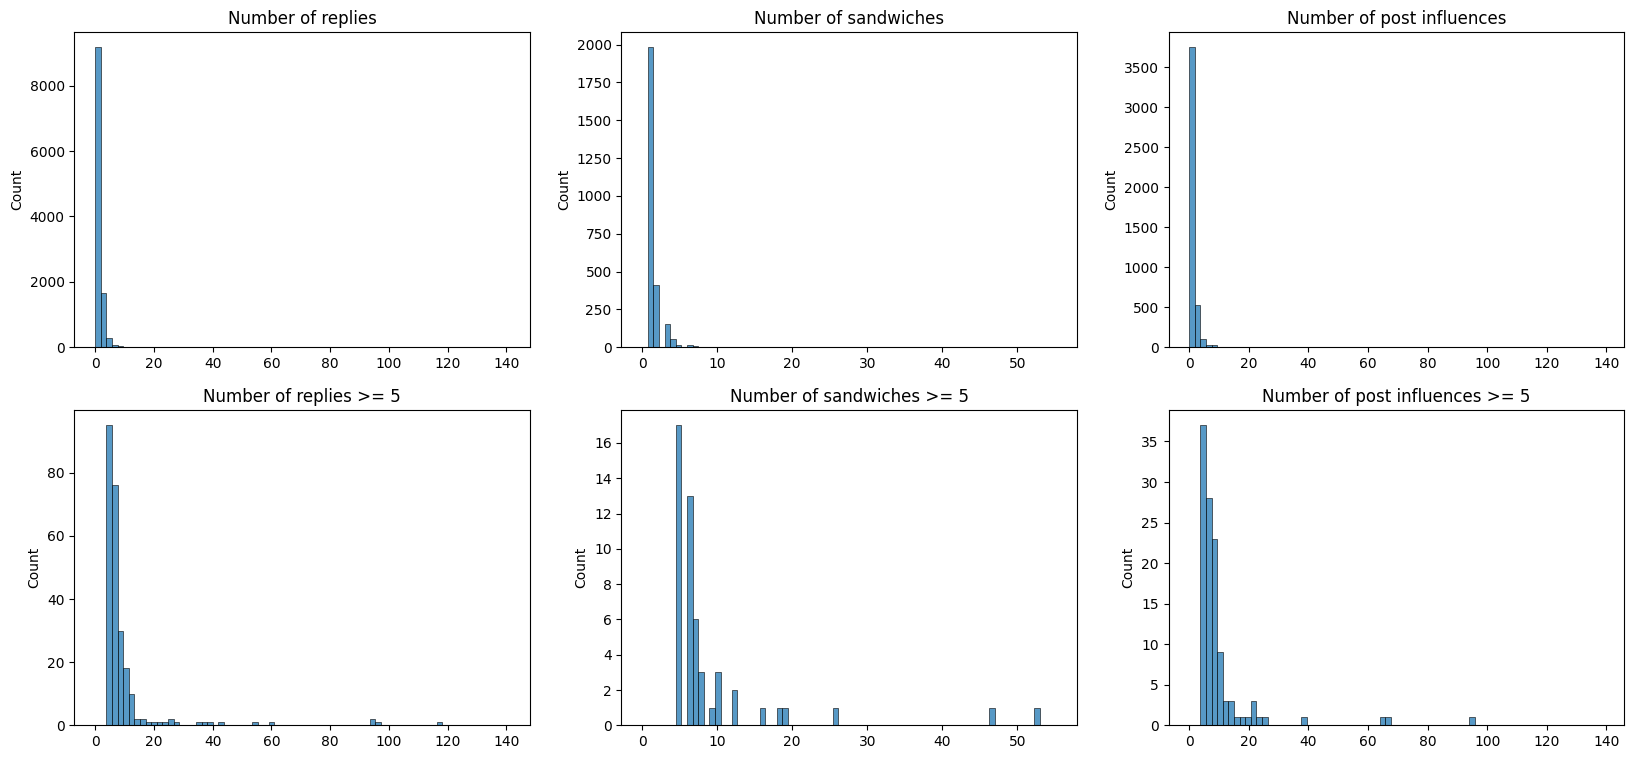 Number of replies
Count
8000
6000
4000
2000
0
0 20 40 60 80 100 120 140
Number of sandwiches
Count
2000
1750
1500
1250
1000
750
500
250
0
0 10 20 30 40 50
Number of post influences
Count
3500
3000
2500
2000
1500
1000
500
0
0 20 40 60 80 100 120 140
Number of replies >= 5
Count
80
60
40
20
0
0 20 40 60 80 100 120 140
Number of sandwiches >= 5
Count
16
14
12
10
8
6
4
2
0
0 10 20 30 40 50
Number of post influences >= 5
Count
35
30
25
20
15
10
5
0
0 20 40 60 80 100 120 140